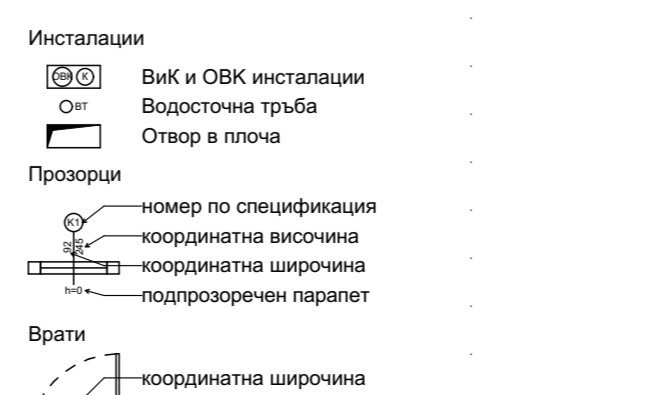 Инсталации
ОВК К ВиК и ОВК инсталации
ВТ Водосточна тръба
Отвор в плоча
Прозорци
К1 номер по спецификация
92 245 координатна височина
координатна широчина
h=0 подпрозоречен парапет
Врати
координатна широчина